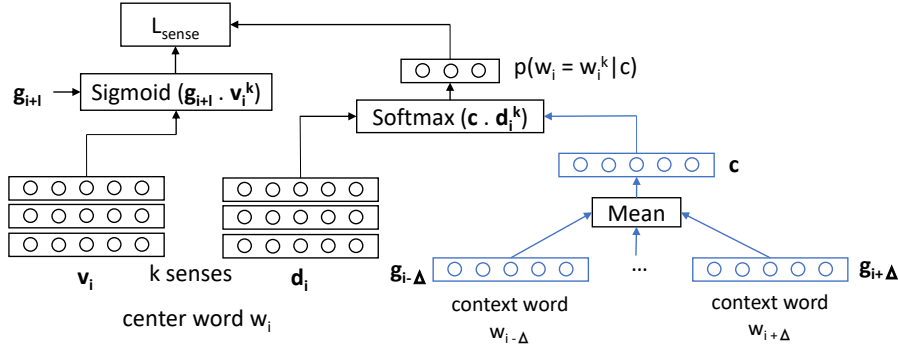 L_sense
p(w_i = w_i^k|c)
g_i+l
Sigmoid (g_i+l . v_i^k)
Softmax (c . d_i^k)
c
Mean
v_i
k senses
d_i
g_i-Δ
...
g_i+Δ
center word w_i
context word
w_i-Δ
context word
w_i+Δ